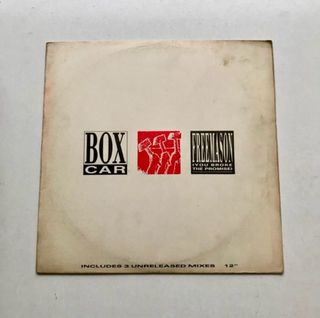 BOX
CAR
FREEMASON
(YOU BROKE
THE PROMISE)
INCLUDES 3 UNRELEASED MIXES 12"